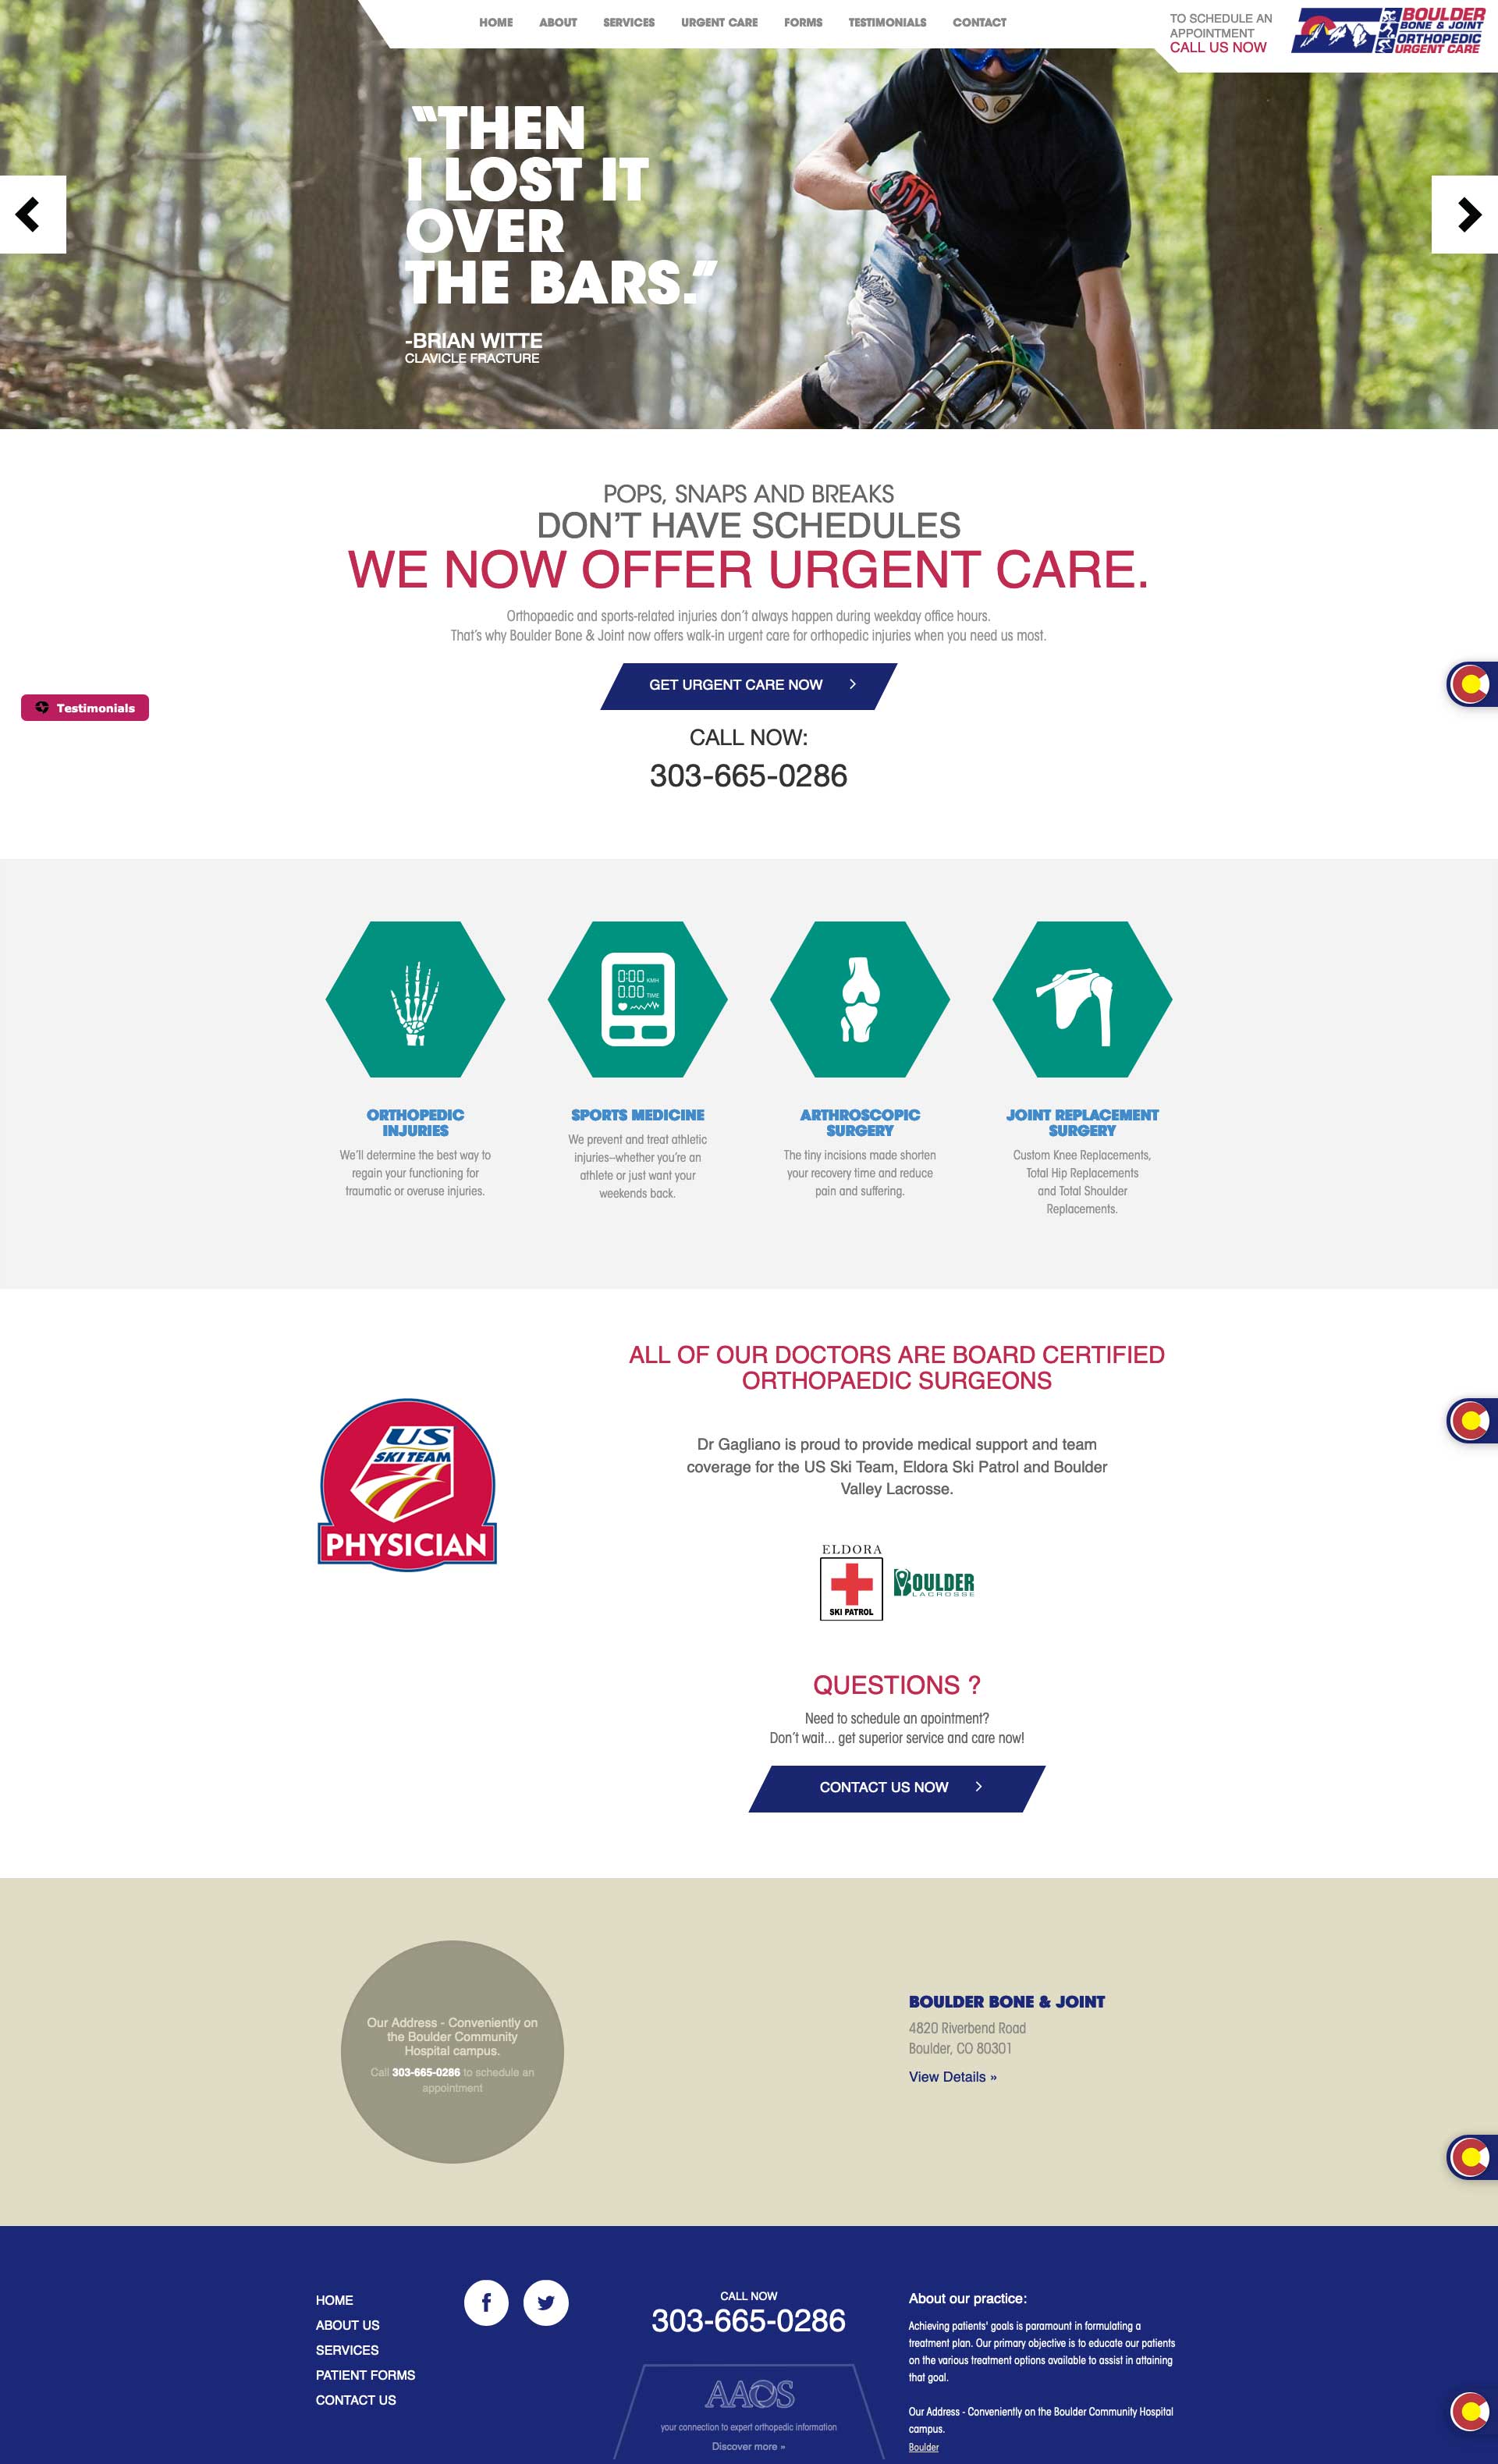 HOME ABOUT SERVICES URGENT CARE FORMS TESTIMONIALS CONTACT
TO SCHEDULE AN
APPOINTMENT
CALL US NOW
BOULDER
BONE & JOINT
ORTHOPEDIC
URGENT CARE
“THEN
I LOST IT
OVER
THE BARS.”
-BRIAN WITTE
CLAVICLE FRACTURE
POPS, SNAPS AND BREAKS
DON’T HAVE SCHEDULES
WE NOW OFFER URGENT CARE.
Orthopaedic and sports-related injuries don’t always happen during weekday office hours.
That’s why Boulder Bone & Joint now offers walk-in urgent care for orthopedic injuries when you need us most.
GET URGENT CARE NOW
Testimonials
CALL NOW:
303-665-0286
0:00 KMH
0.00 TIME
ORTHOPEDIC
INJURIES
We’ll determine the best way to
regain your functioning for
traumatic or overuse injuries.
SPORTS MEDICINE
We prevent and treat athletic
injuries–whether you’re an
athlete or just want your
weekends back.
ARTHROSCOPIC
SURGERY
The tiny incisions made shorten
your recovery time and reduce
pain and suffering.
JOINT REPLACEMENT
SURGERY
Custom Knee Replacements,
Total Hip Replacements
and Total Shoulder
Replacements.
US
SKI TEAM
PHYSICIAN
ALL OF OUR DOCTORS ARE BOARD CERTIFIED
ORTHOPAEDIC SURGEONS
Dr Gagliano is proud to provide medical support and team
coverage for the US Ski Team, Eldora Ski Patrol and Boulder
Valley Lacrosse.
ELDORA
SKI PATROL
BOULDER
LACROSSE
QUESTIONS ?
Need to schedule an apointment?
Don’t wait... get superior service and care now!
CONTACT US NOW
Our Address - Conveniently on
the Boulder Community
Hospital campus.
Call 303-665-0286 to schedule an
appointment
BOULDER BONE & JOINT
4820 Riverbend Road
Boulder, CO 80301
View Details »
HOME
ABOUT US
SERVICES
PATIENT FORMS
CONTACT US
CALL NOW
303-665-0286
AAOS
your connection to expert orthopedic information
Discover more »
About our practice:
Achieving patients' goals is paramount in formulating a
treatment plan. Our primary objective is to educate our patients
on the various treatment options available to assist in attaining
that goal.
Our Address - Conveniently on the Boulder Community Hospital
campus.
Boulder